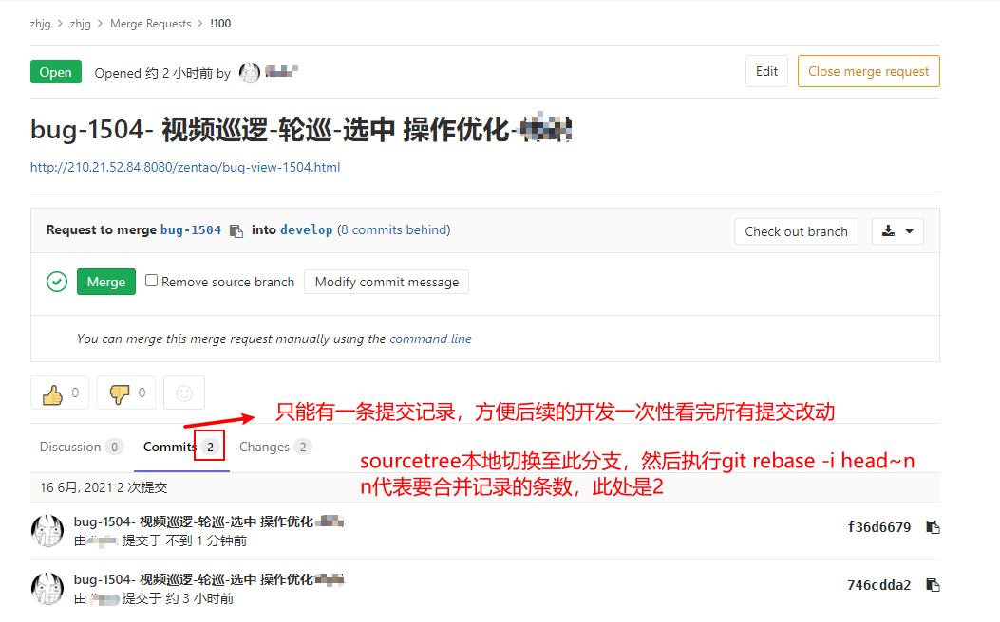 zhjg > zhjg > Merge Requests > !100
Open Opened 约 2 小时前 by
Edit Close merge request
bug-1504- 视频巡逻-轮巡-选中 操作优化-
http://210.21.52.84:8080/zentao/bug-view-1504.html
Request to merge bug-1504 into develop (8 commits behind)
Check out branch
Merge Remove source branch Modify commit message
You can merge this merge request manually using the command line
0 0
只能有一条提交记录，方便后续的开发一次性看完所有提交改动
Discussion 0 Commits 2 Changes 2
sourcetree本地切换至此分支，然后执行git rebase -i head~n
n代表要合并记录的条数，此处是2
16 6月, 2021 2 次提交
bug-1504- 视频巡逻-轮巡-选中 操作优化
由 提交于 不到 1 分钟前
f36d6679
bug-1504- 视频巡逻-轮巡-选中 操作优化
由 提交于 约 3 小时前
746cdda2